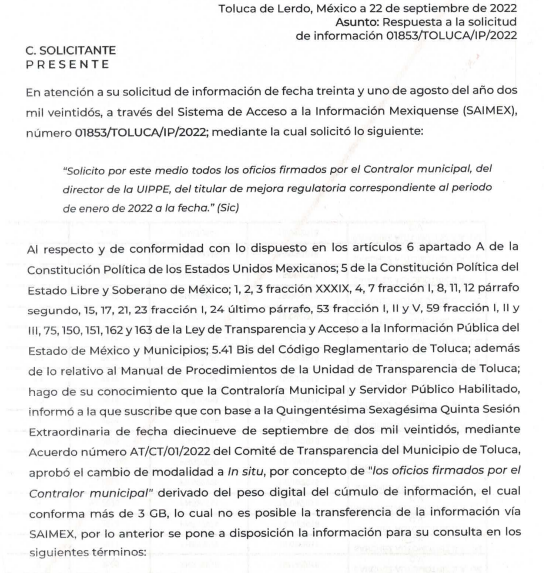 Toluca de Lerdo, México a 22 de septiembre de 2022
Asunto: Respuesta a la solicitud
de información 01853/TOLUCA/IP/2022
C. SOLICITANTE
P R E S E N T E
En atención a su solicitud de información de fecha treinta y uno de agosto del año dos
mil veintidós, a través del Sistema de Acceso a la Información Mexiquense (SAIMEX),
número 01853/TOLUCA/IP/2022; mediante la cual solicitó lo siguiente:
"Solicito por este medio todos los oficios firmados por el Contralor municipal, del
director de la UIPPE, del titular de mejora regulatoria correspondiente al periodo
de enero de 2022 a la fecha." (Sic)
Al respecto y de conformidad con lo dispuesto en los artículos 6 apartado A de la
Constitución Política de los Estados Unidos Mexicanos; 5 de la Constitución Política del
Estado Libre y Soberano de México; 1, 2, 3 fracción XXXIX, 4, 7 fracción I, 8, 11, 12 párrafo
segundo, 15, 17, 21, 23 fracción I, 24 último párrafo, 53 fracción I, II y V, 59 fracción I, II y
III, 75, 150, 151, 162 y 163 de la Ley de Transparencia y Acceso a la Información Pública del
Estado de México y Municipios; 5.41 Bis del Código Reglamentario de Toluca; además
de lo relativo al Manual de Procedimientos de la Unidad de Transparencia de Toluca;
hago de su conocimiento que la Contraloría Municipal y Servidor Público Habilitado,
informó a la que suscribe que con base a la Quingentésima Sexagésima Quinta Sesión
Extraordinaria de fecha diecinueve de septiembre de dos mil veintidós, mediante
Acuerdo número AT/CT/01/2022 del Comité de Transparencia del Municipio de Toluca,
aprobó el cambio de modalidad a In situ, por concepto de "los oficios firmados por el
Contralor municipal" derivado del peso digital del cúmulo de información, el cual
conforma más de 3 GB, lo cual no es posible la transferencia de la información vía
SAIMEX, por lo anterior se pone a disposición la información para su consulta en los
siguientes términos: